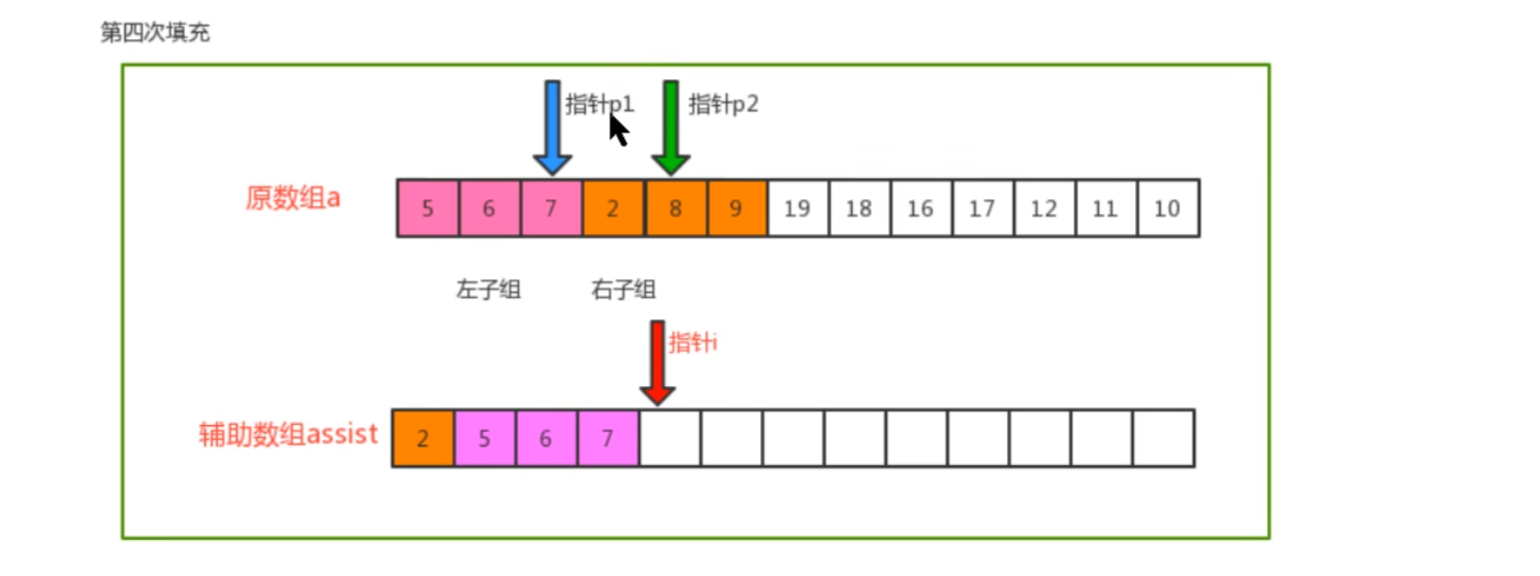 第四次填充
指针p1 指针p2
原数组a 5 6 7 2 8 9 19 18 16 17 12 11 10
左子组 右子组
指针i
辅助数组assist 2 5 6 7